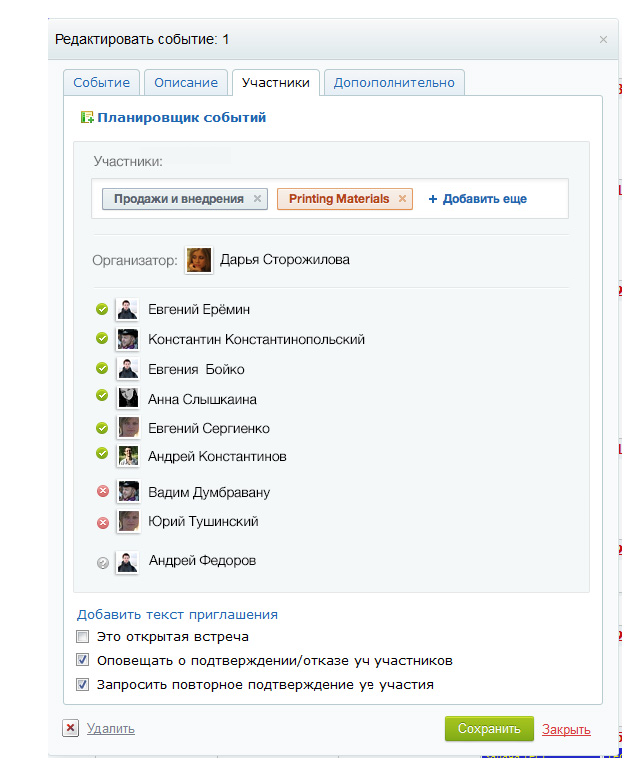 Редактировать событие: 1
Событие Описание Участники Допо:лолнительно
Планировщик событий
Участники:
Продажи и внедрения Printing Materials + Добавить еще
Организатор: Дарья Сторожилова
Евгений Ерёмин
Константин Константинопольский
Евгения Бойко
Анна Слышкаина
Евгений Сергиенко
Андрей Константинов
Вадим Думбравану
Юрий Тушинский
Андрей Федоров
Добавить текст приглашения
Это открытая встреча
Оповещать о подтверждении/отказе уч участников
Запросить повторное подтверждение уе участия
Удалить Сохранить Закрыть